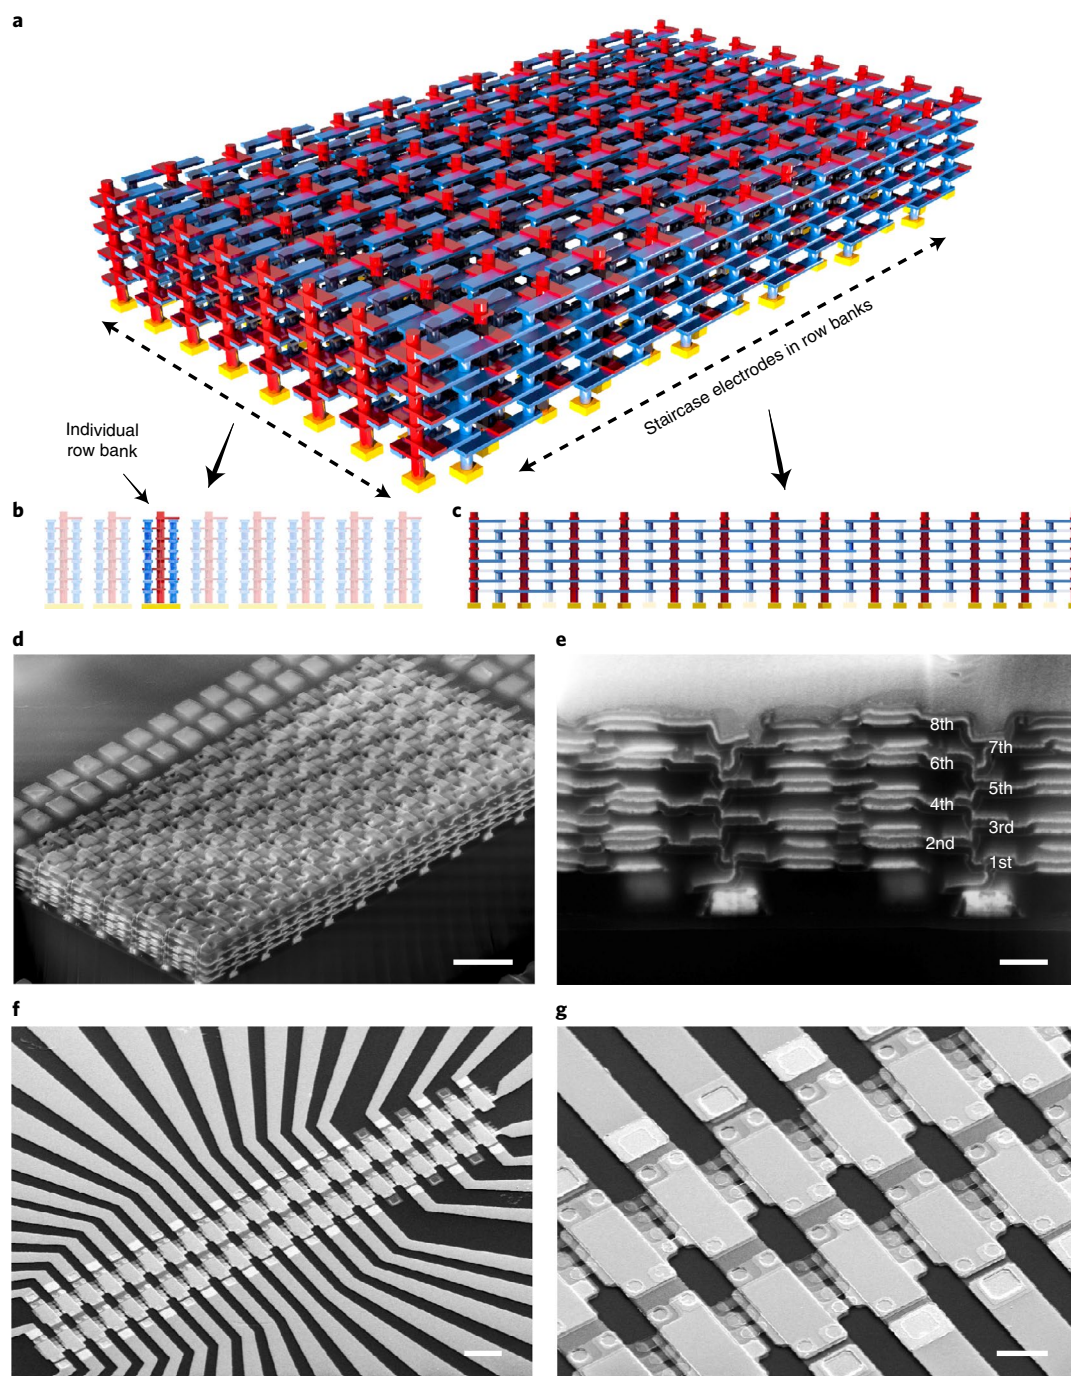 a
Staircase electrodes in row banks
Individual
row bank
b
c
d
e
8th
7th
6th
5th
4th
3rd
2nd
1st
f
g